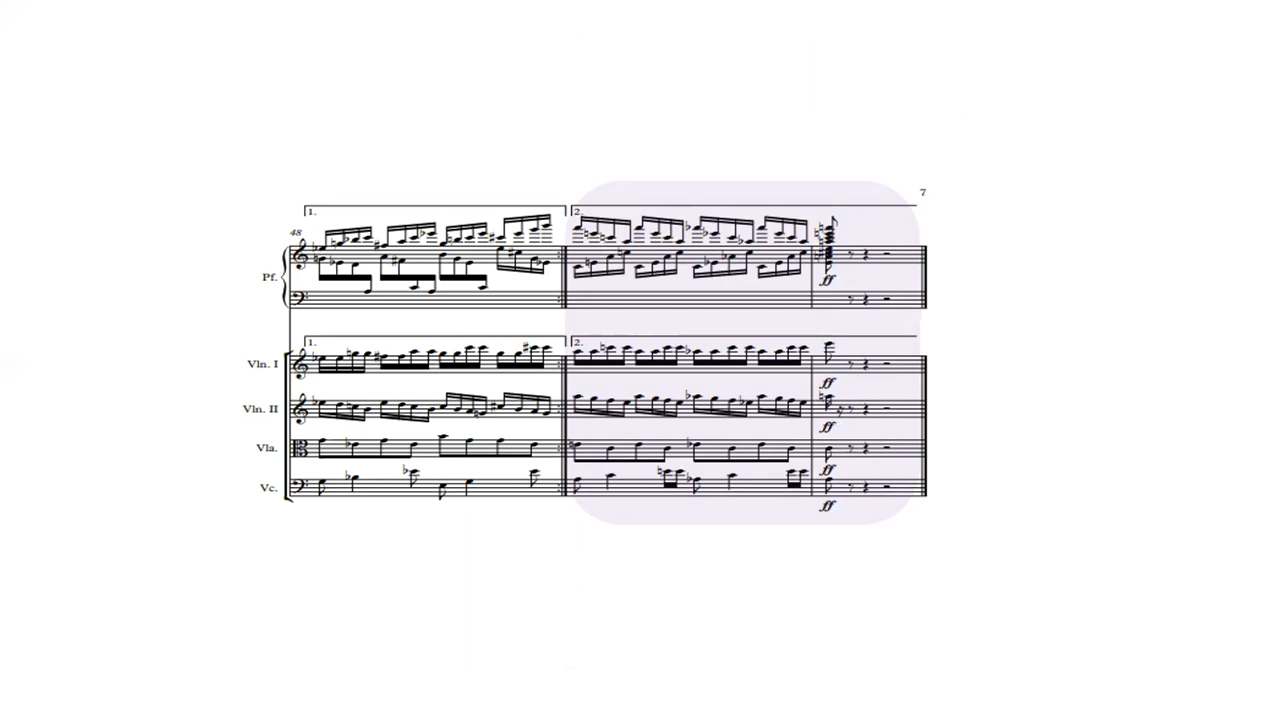 7
1. 2.
48
Pf.
ff
1. 2.
Vln. I
ff
Vln. II
ff
Vla.
ff
Vc.
ff